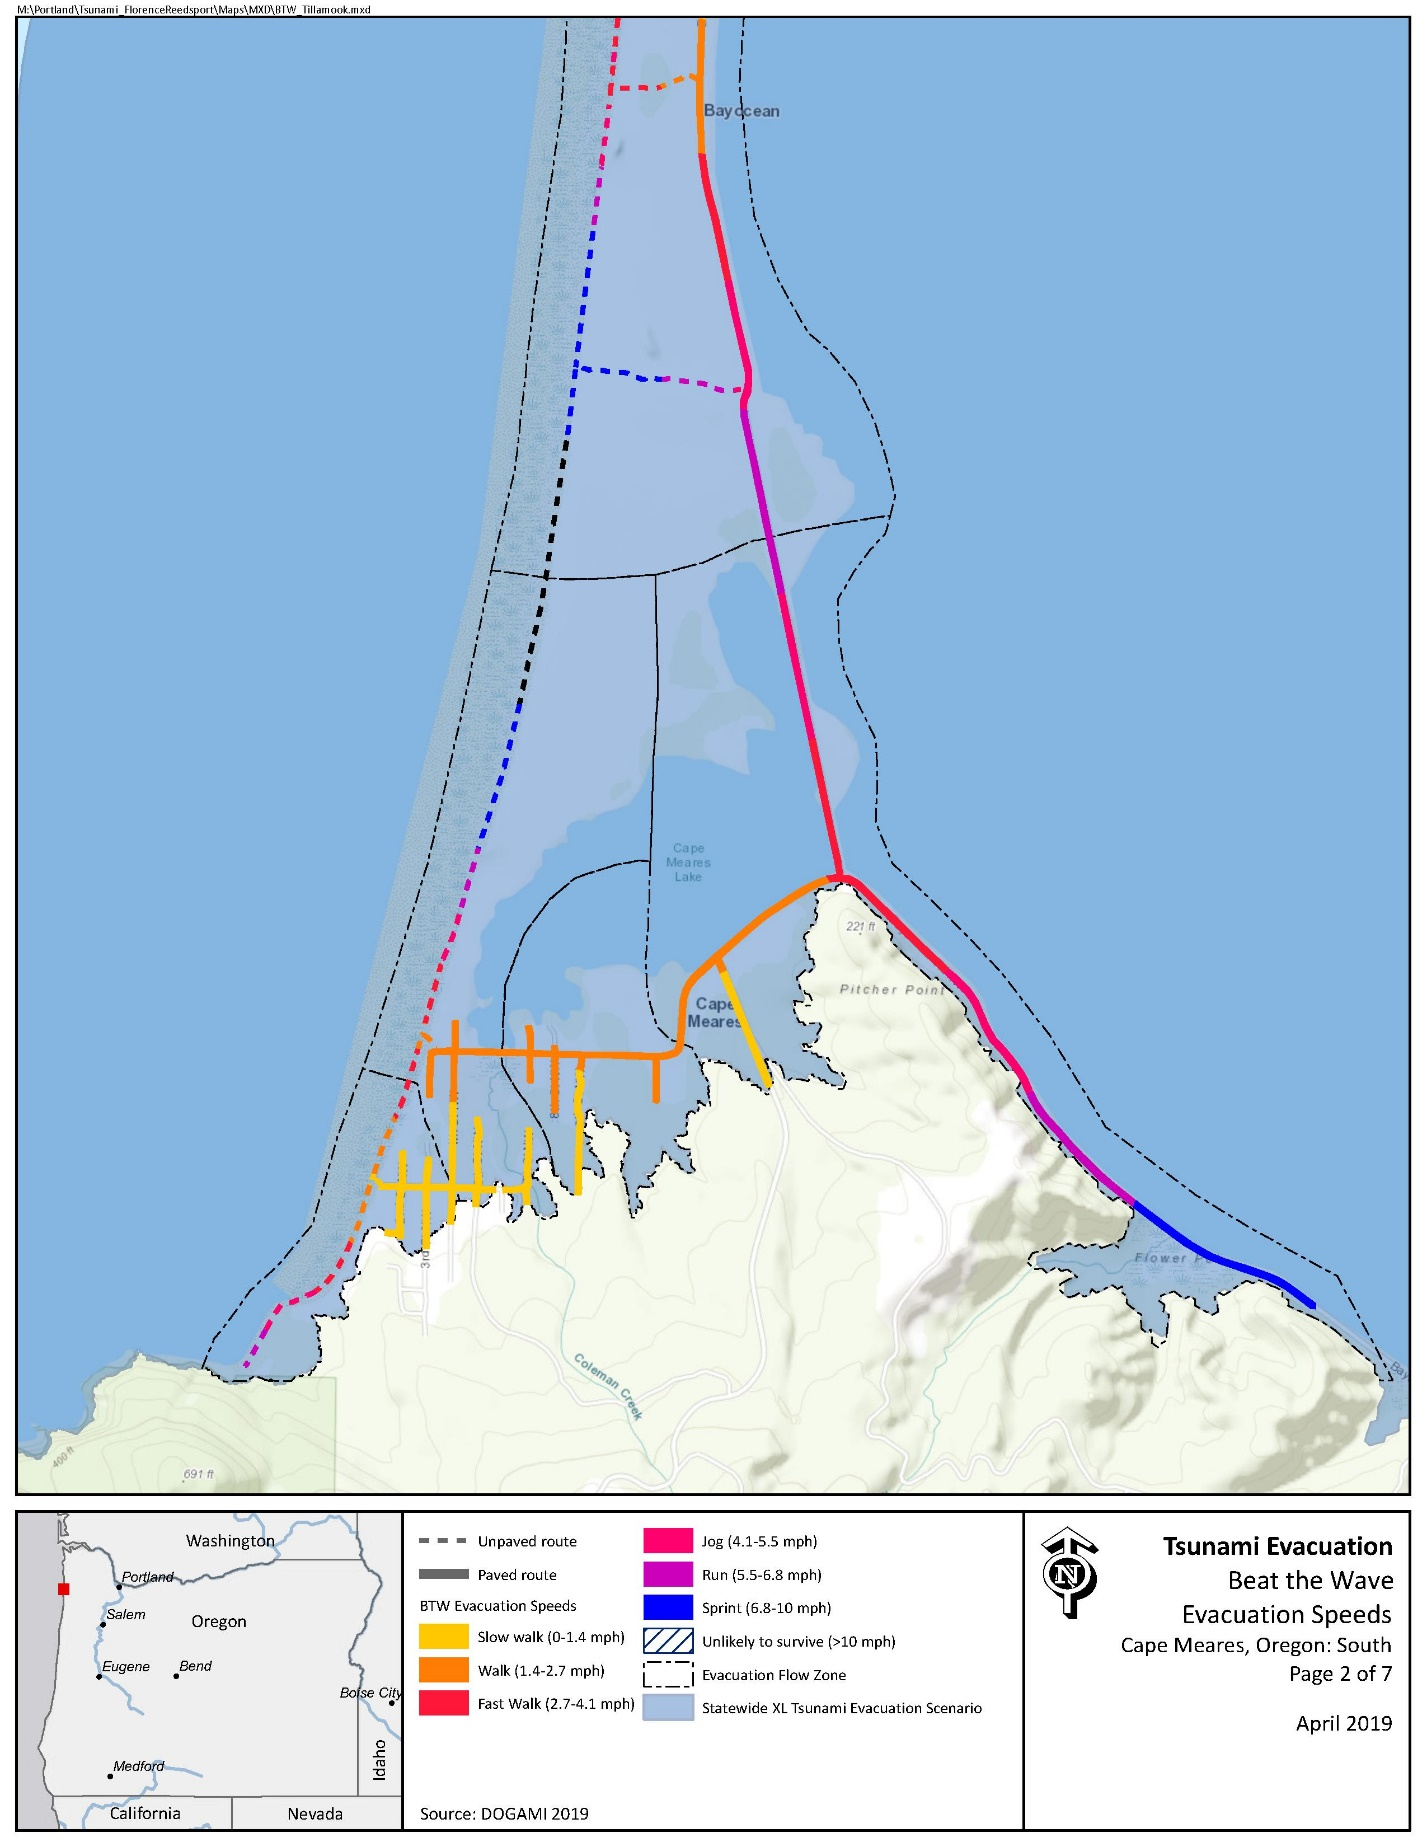 M:\Portland\Tsunami_FlorenceReedsport\Maps\MXD\BTW_Tillamook.mxd
Bayocean
Cape
Meares
Lake
221 ft
Pitcher Point
Cape
Meares
8
3rd
Flower P
Bay
Coleman Creek
400 ft
691 ft
Washington
Portland
Salem
Oregon
Eugene
Bend
Boise City
Medford
Idaho
California
Nevada
Unpaved route
Paved route
BTW Evacuation Speeds
Slow walk (0-1.4 mph)
Walk (1.4-2.7 mph)
Fast Walk (2.7-4.1 mph)
Jog (4.1-5.5 mph)
Run (5.5-6.8 mph)
Sprint (6.8-10 mph)
Unlikely to survive (>10 mph)
Evacuation Flow Zone
Statewide XL Tsunami Evacuation Scenario
Source: DOGAMI 2019
N
Tsunami Evacuation
Beat the Wave
Evacuation Speeds
Cape Meares, Oregon: South
Page 2 of 7
April 2019